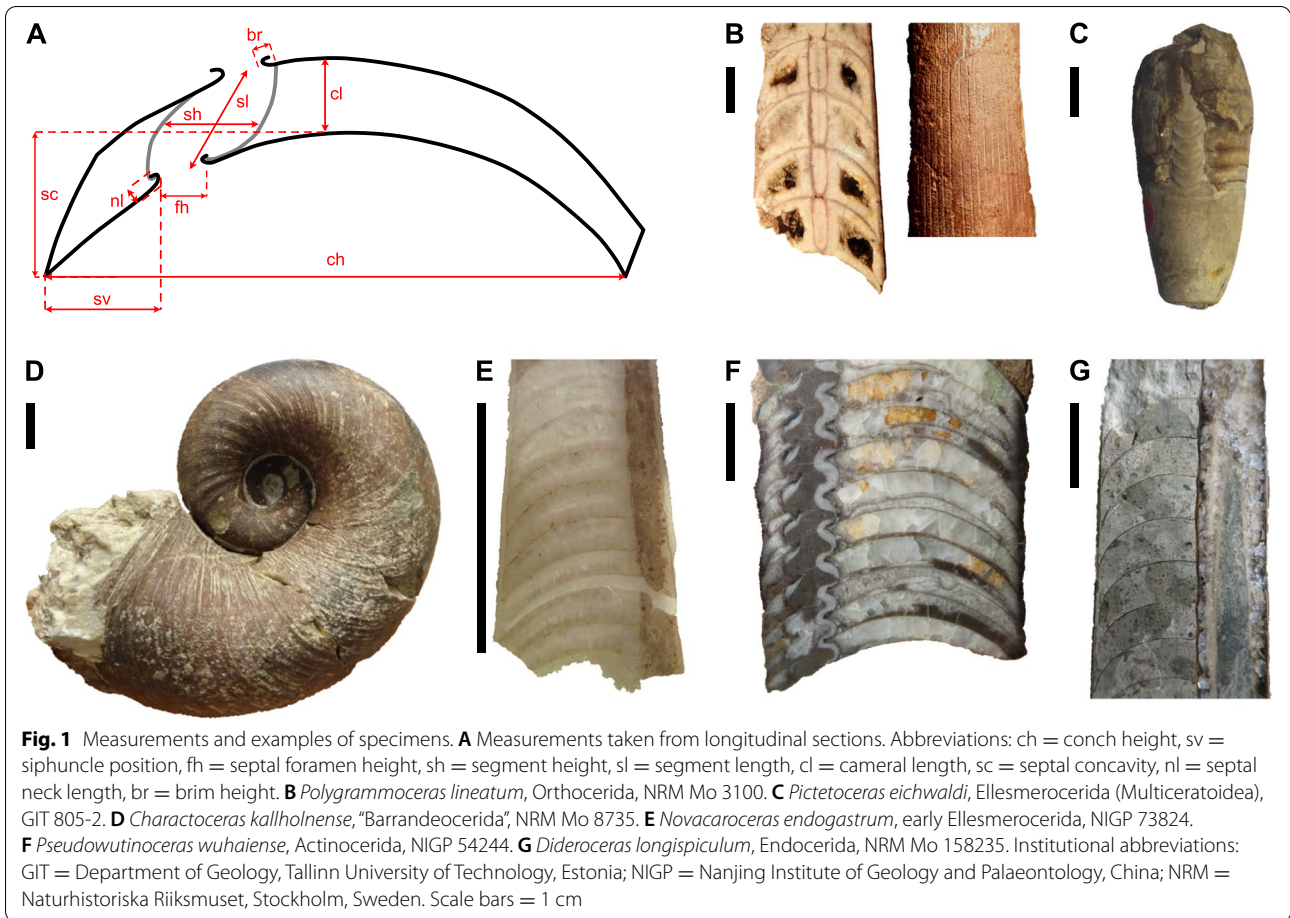 A
br
cl
sl
sh
sc
nl
fh
ch
sv
B
C
D
E
F
G
Fig. 1 Measurements and examples of specimens. A Measurements taken from longitudinal sections. Abbreviations: ch = conch height, sv =
siphuncle position, fh = septal foramen height, sh = segment height, sl = segment length, cl = cameral length, sc = septal concavity, nl = septal
neck length, br = brim height. B Polygrammoceras lineatum, Orthocerida, NRM Mo 3100. C Pictetoceras eichwaldi, Ellesmerocerida (Multiceratoidea),
GIT 805-2. D Charactoceras kallholnense, “Barrandeocerida”, NRM Mo 8735. E Novacaroceras endogastrum, early Ellesmerocerida, NIGP 73824.
F Pseudowutinoceras wuhaiense, Actinocerida, NIGP 54244. G Dideroceras longispiculum, Endocerida, NRM Mo 158235. Institutional abbreviations:
GIT = Department of Geology, Tallinn University of Technology, Estonia; NIGP = Nanjing Institute of Geology and Palaeontology, China; NRM =
Naturhistoriska Riiksmuset, Stockholm, Sweden. Scale bars = 1 cm